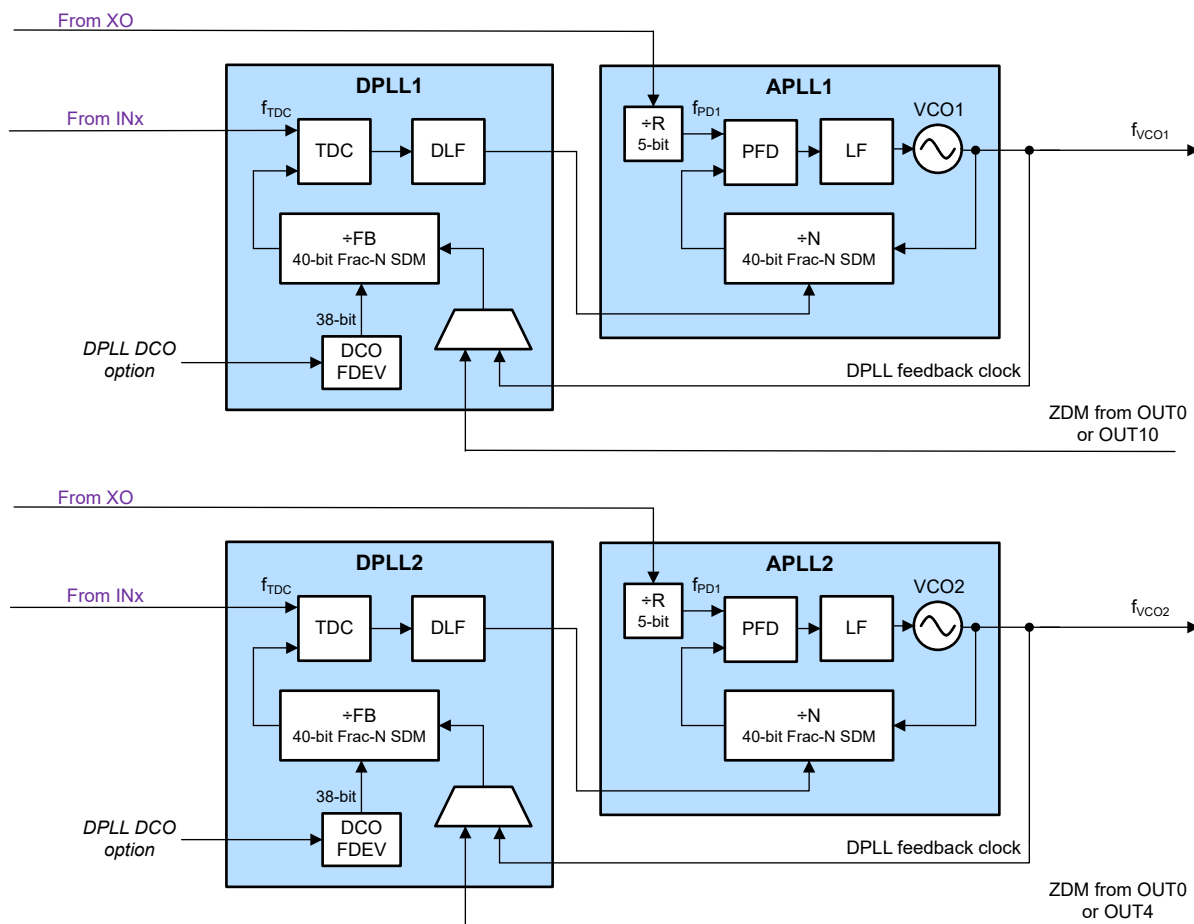 From XO
DPLL1
APLL1
From INx
fTDC
TDC
DLF
÷R
5-bit
fPD1
PFD
LF
VCO1
fVCO1
÷FB
40-bit Frac-N SDM
÷N
40-bit Frac-N SDM
38-bit
DPLL DCO
option
DCO
FDEV
DPLL feedback clock
ZDM from OUT0
or OUT10
From XO
DPLL2
APLL2
From INx
fTDC
TDC
DLF
÷R
5-bit
fPD1
PFD
LF
VCO2
fVCO2
÷FB
40-bit Frac-N SDM
÷N
40-bit Frac-N SDM
38-bit
DPLL DCO
option
DCO
FDEV
DPLL feedback clock
ZDM from OUT0
or OUT4